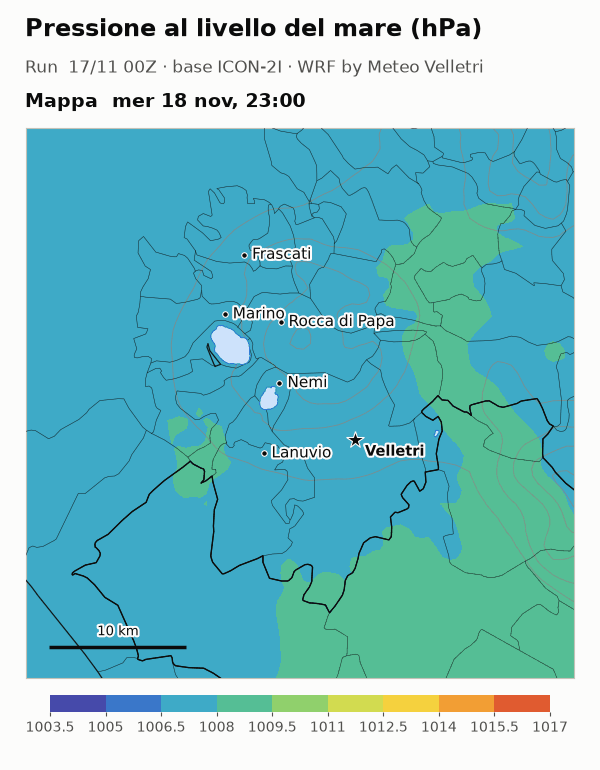 Pressione al livello del mare (hPa)
Run  17/11 00Z · base ICON-2I · WRF by Meteo Velletri
Mappa  mer 18 nov, 23:00
Frascati
Marino
Rocca di Papa
Nemi
Velletri
Lanuvio
10 km
1003.5 1005 1006.5 1008 1009.5 1011 1012.5 1014 1015.5 1017